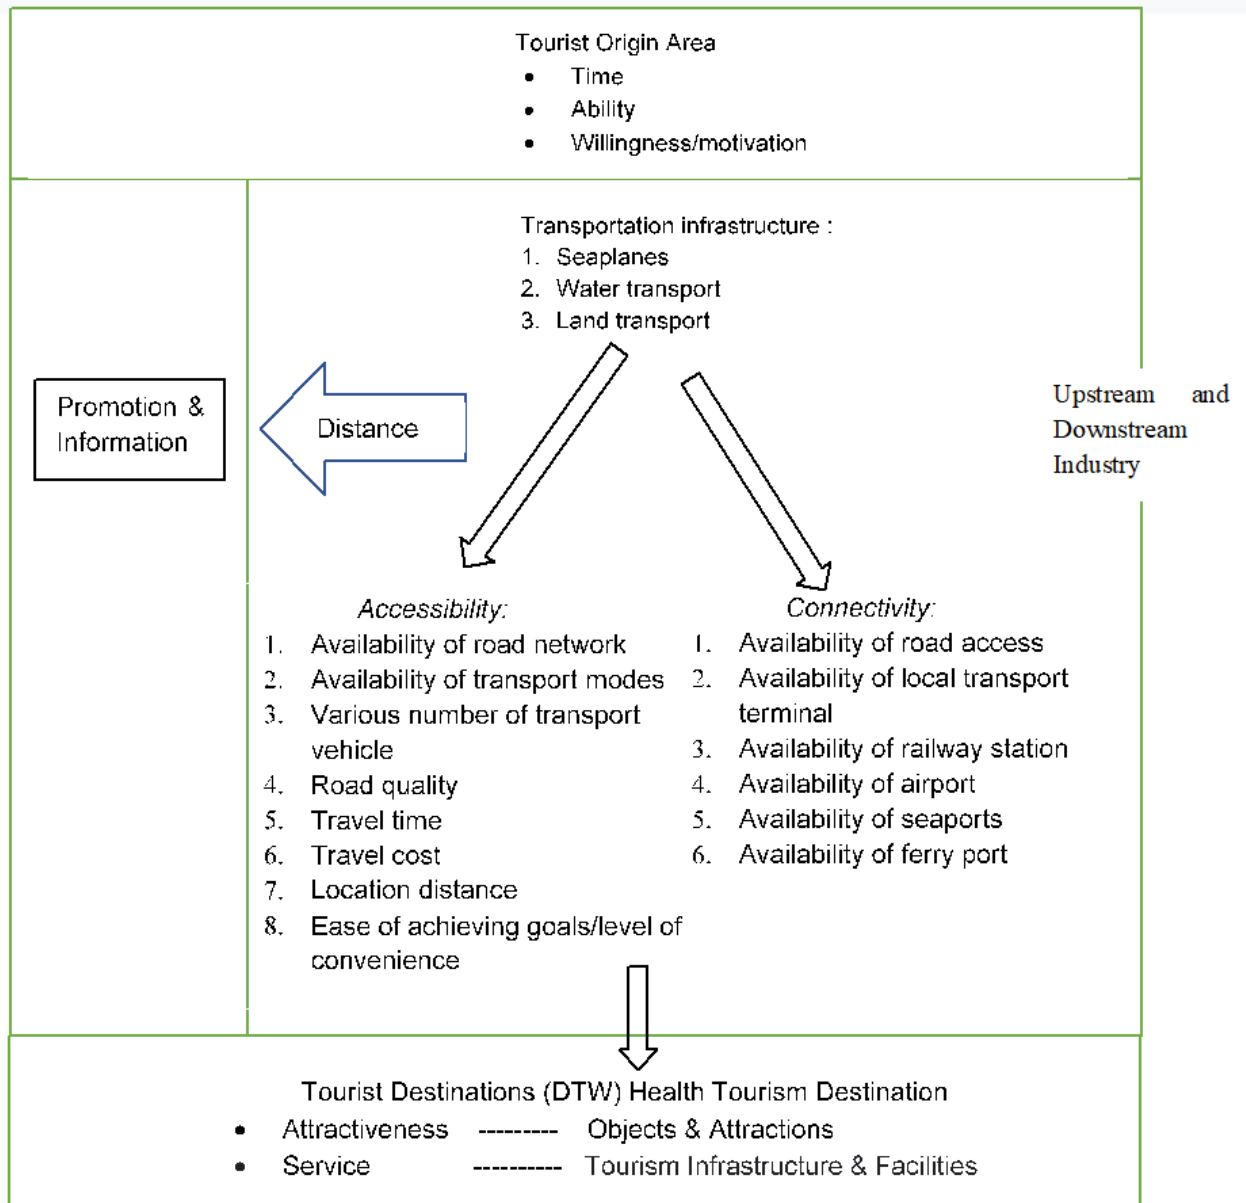 Tourist Origin Area
• Time
• Ability
• Willingness/motivation
Transportation infrastructure :
1. Seaplanes
2. Water transport
3. Land transport
Promotion &
Information
Distance
Upstream and
Downstream
Industry
Accessibility:
1. Availability of road network
2. Availability of transport modes
3. Various number of transport
vehicle
4. Road quality
5. Travel time
6. Travel cost
7. Location distance
8. Ease of achieving goals/level of
convenience
Connectivity:
1. Availability of road access
2. Availability of local transport
terminal
3. Availability of railway station
4. Availability of airport
5. Availability of seaports
6. Availability of ferry port
Tourist Destinations (DTW) Health Tourism Destination
• Attractiveness --------- Objects & Attractions
• Service ---------- Tourism Infrastructure & Facilities